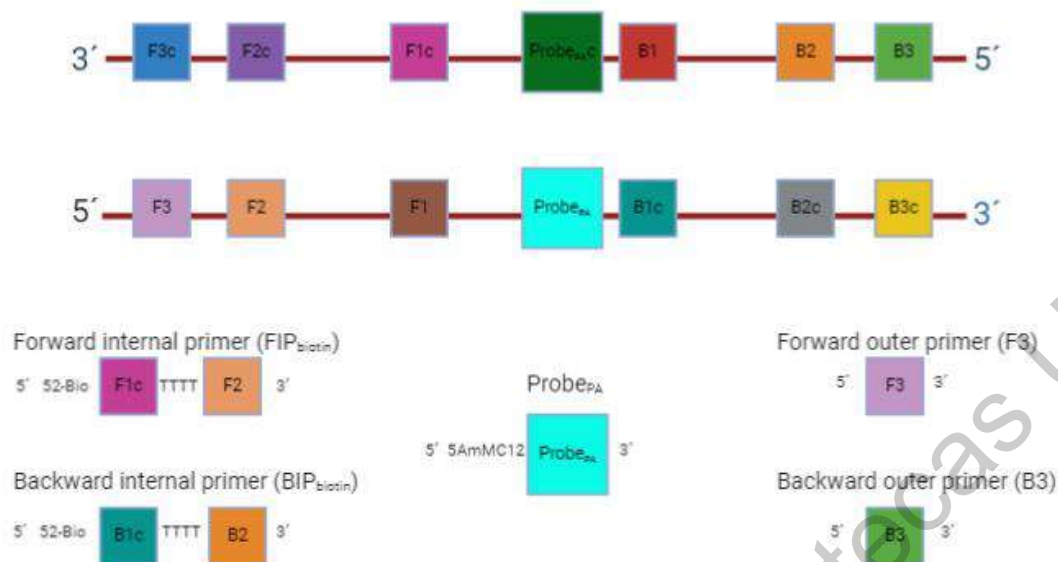 3´ F3c F2c F1c ProbePAc B1 B2 B3 5´
5´ F3 F2 F1 ProbePA B1c B2c B3c 3´
Forward internal primer (FIPbiotin)
5´ 52-Bio F1c TTTT F2 3´
Backward internal primer (BIPbiotin)
5´ 52-Bio B1c TTTT B2 3´
ProbePA
5´ 5AmMC12 ProbePA 3´
Forward outer primer (F3)
5´ F3 3´
Backward outer primer (B3)
5´ B3 3´